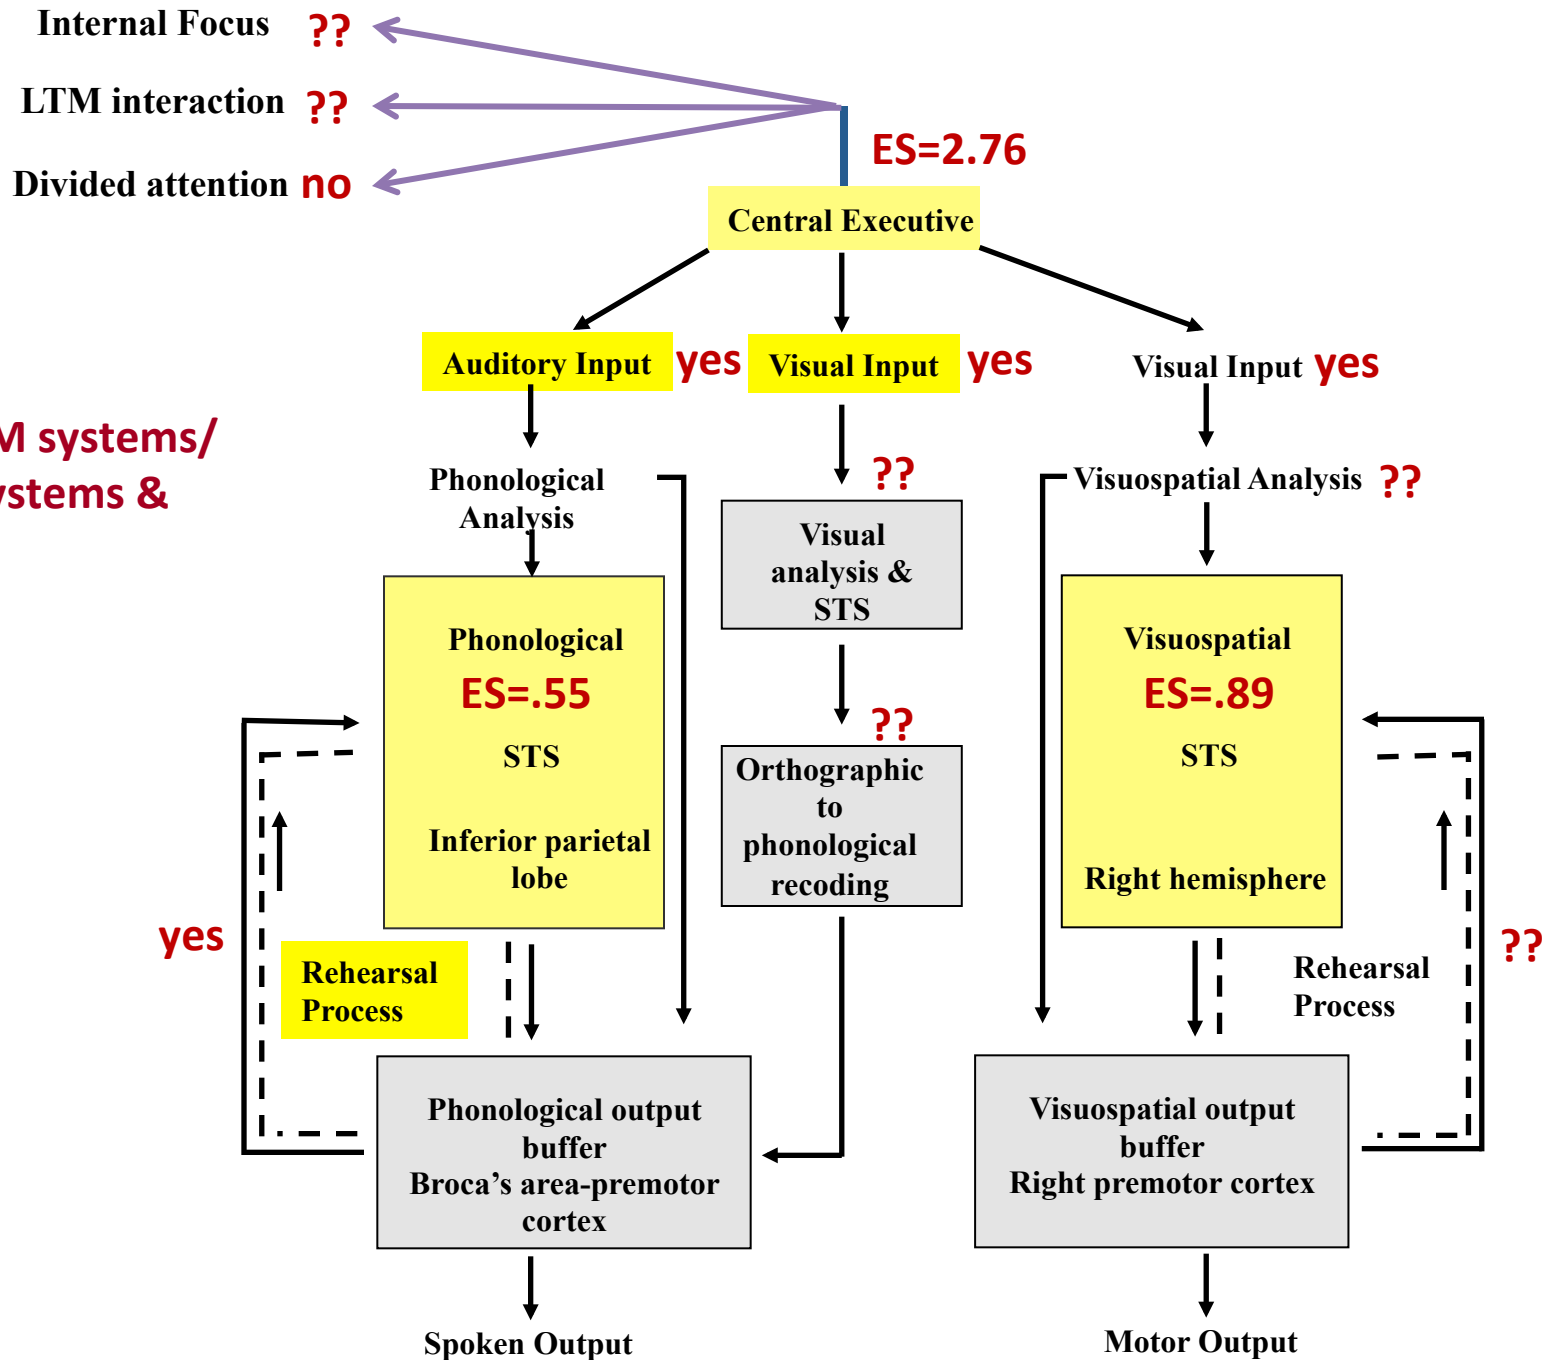 Internal Focus ??
LTM interaction ??
Divided attention no
ES=2.76
Central Executive
Auditory Input yes
Visual Input yes
Visual Input yes
M systems/
ystems &
Phonological
Analysis
??
Visuospatial Analysis ??
Visual
analysis &
STS
Phonological
ES=.55
STS
Inferior parietal
lobe
??
Orthographic
to
phonological
recoding
Visuospatial
ES=.89
STS
Right hemisphere
yes
Rehearsal
Process
Rehearsal
Process
??
Phonological output
buffer
Broca's area-premotor
cortex
Visuospatial output
buffer
Right premotor cortex
Spoken Output
Motor Output